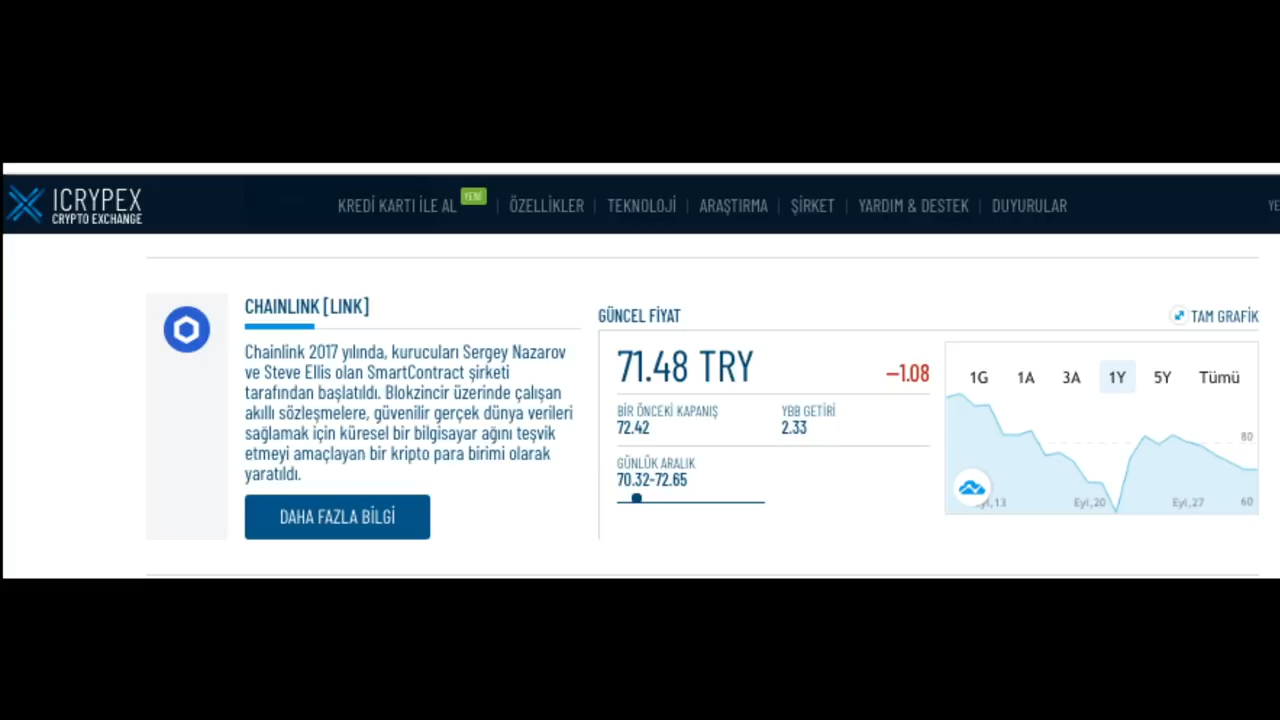 ICRYPEX
CRYPTO EXCHANGE
KREDİ KARTI İLE AL YENİ | ÖZELLİKLER | TEKNOLOJİ | ARAŞTIRMA | ŞİRKET | YARDIM & DESTEK | DUYURULAR
CHAINLINK [LINK]
Chainlink 2017 yılında, kurucuları Sergey Nazarov
ve Steve Ellis olan SmartContract şirketi
tarafından başlatıldı. Blokzincir üzerinde çalışan
akıllı sözleşmelere, güvenilir gerçek dünya verileri
sağlamak için küresel bir bilgisayar ağını teşvik
etmeyi amaçlayan bir kripto para birimi olarak
yaratıldı.
DAHA FAZLA BİLGİ
GÜNCEL FİYAT
71.48 TRY −1.08
BİR ÖNCEKİ KAPANIŞ YBB GETİRİ
72.42 2.33
GÜNLÜK ARALIK
70.32-72.65
TAM GRAFİK
1G 1A 3A 1Y 5Y Tümü
80
Eyl,20 Eyl,27 60